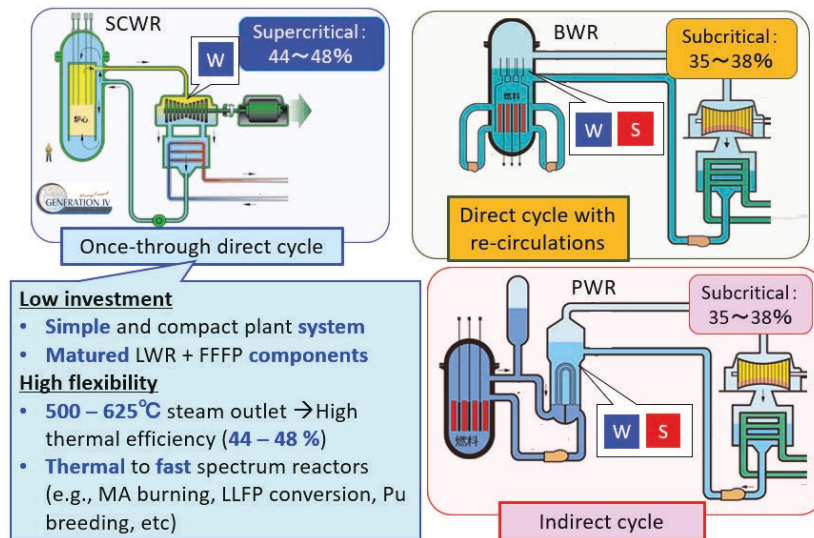 SCWR
Supercritical:
44～48%
W
炉心
GENERATION IV
Once-through direct cycle
BWR
Subcritical:
35～38%
燃料
W S
Direct cycle with
re-circulations
Low investment
• Simple and compact plant system
• Matured LWR + FFFP components
High flexibility
• 500 – 625℃ steam outlet →High
thermal efficiency (44 – 48 %)
• Thermal to fast spectrum reactors
(e.g., MA burning, LLFP conversion, Pu
breeding, etc)
PWR
Subcritical:
35～38%
燃料
W S
Indirect cycle